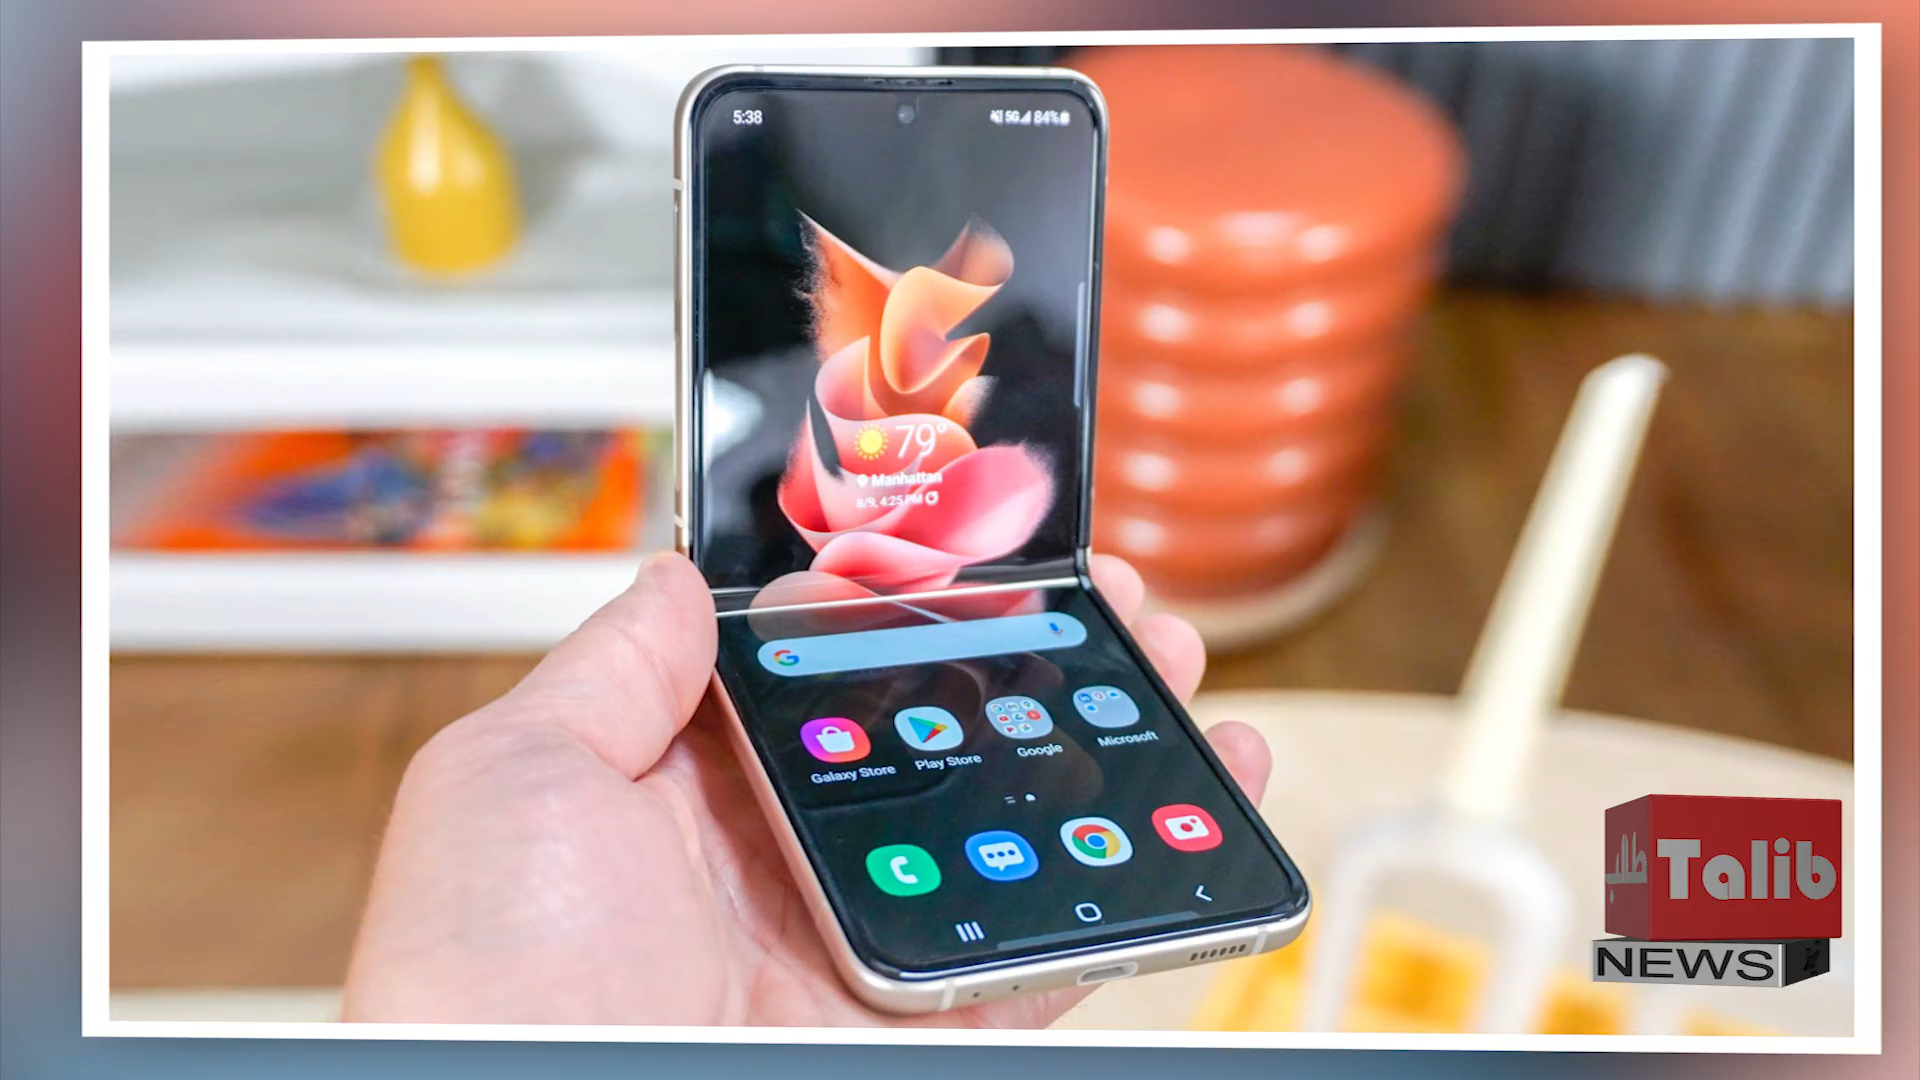 5:38
5G 84%
79°
Manhattan
8/9, 4:25 PM
G
Galaxy Store
Play Store
Google
Microsoft
طالب
Talib
NEWS